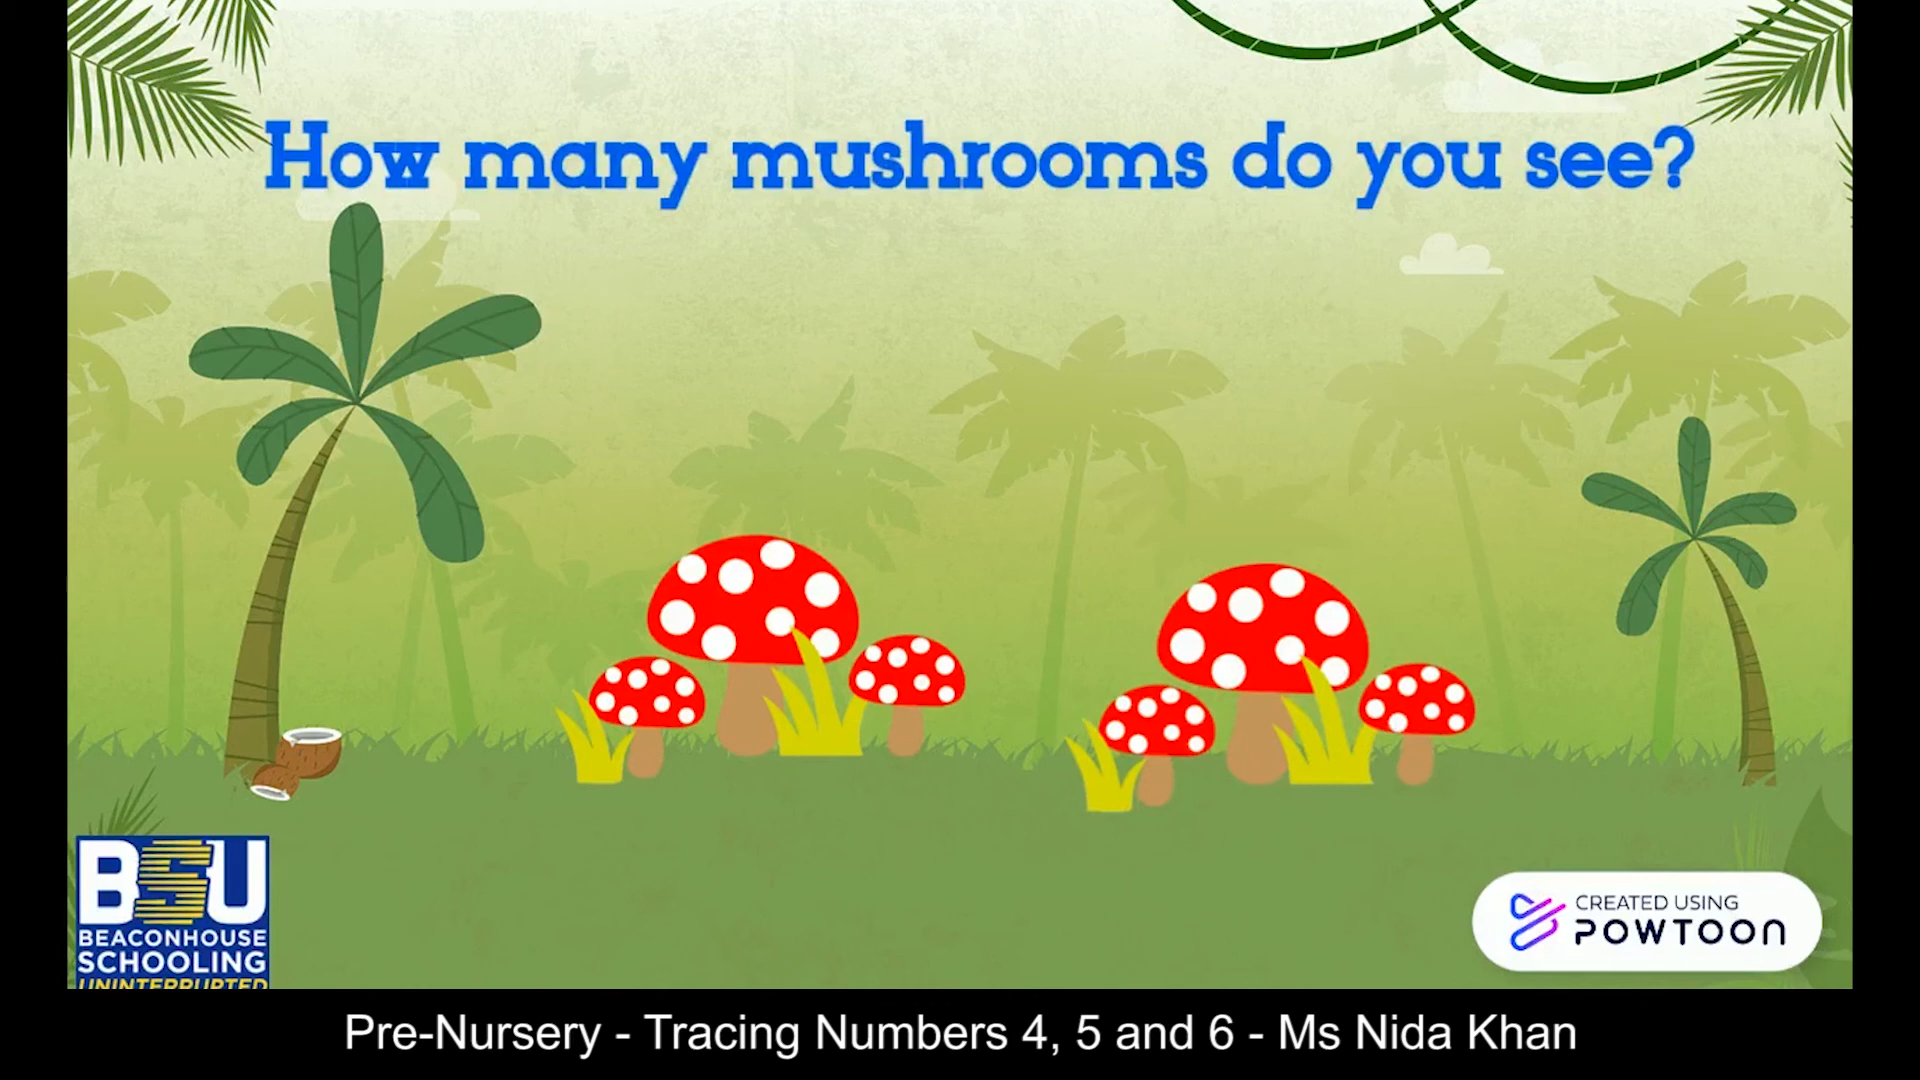 How many mushrooms do you see?
BSU
BEACONHOUSE
SCHOOLING
UNINTERRUPTED
CREATED USING
POWTOON
Pre-Nursery - Tracing Numbers 4, 5 and 6 - Ms Nida Khan